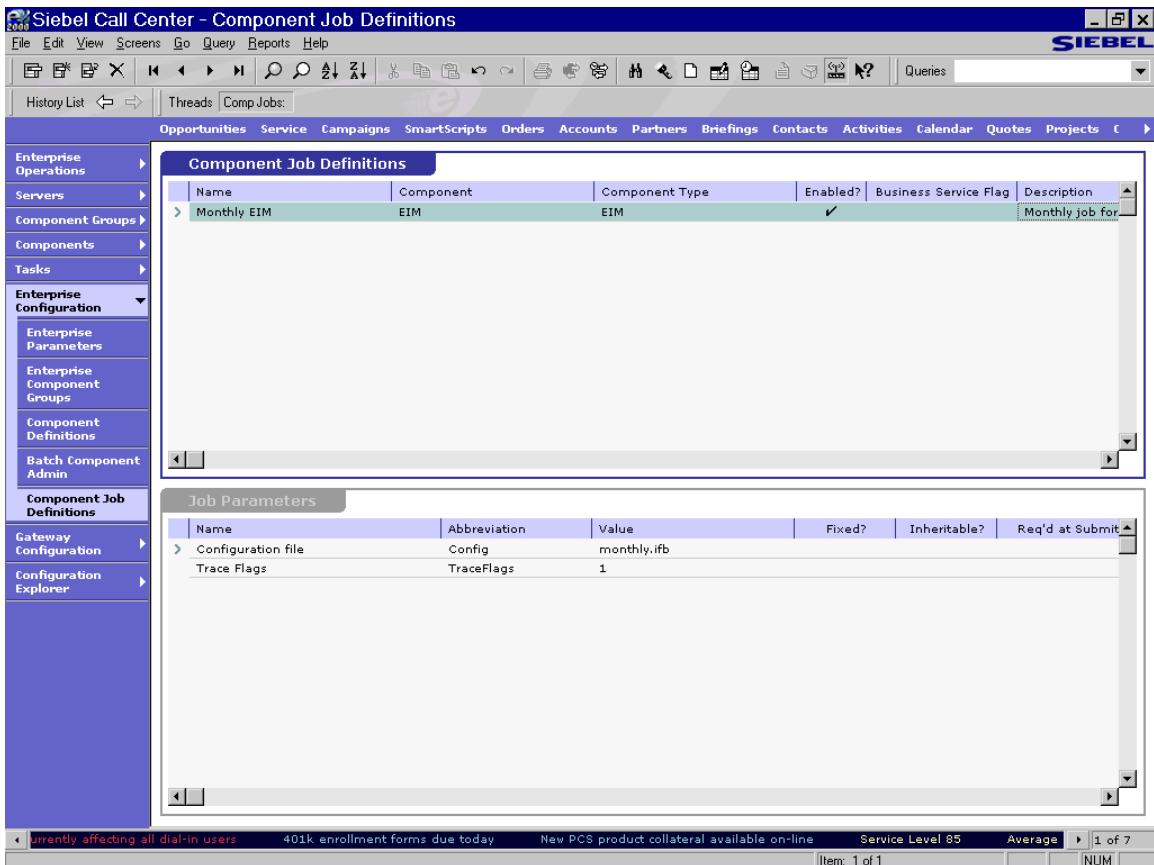 Siebel Call Center - Component Job Definitions
File Edit View Screens Go Query Reports Help
SIEBEL
Queries
History List Threads Comp Jobs:
Opportunities Service Campaigns SmartScripts Orders Accounts Partners Briefings Contacts Activities Calendar Quotes Projects
Enterprise
Operations
Servers
Component Groups
Components
Tasks
Enterprise
Configuration
Enterprise
Parameters
Enterprise
Component
Groups
Component
Definitions
Batch Component
Admin
Component Job
Definitions
Gateway
Configuration
Configuration
Explorer
Component Job Definitions
Name Component Component Type Enabled? Business Service Flag Description
Monthly EIM EIM EIM Monthly job for
Job Parameters
Name Abbreviation Value Fixed? Inheritable? Req'd at Submit
Configuration file Config monthly.ifb
Trace Flags TraceFlags 1
urrently affecting all dial-in users 401k enrollment forms due today New PCS product collateral available on-line Service Level 85 Average 1 of 7
Item: 1 of 1 NUM